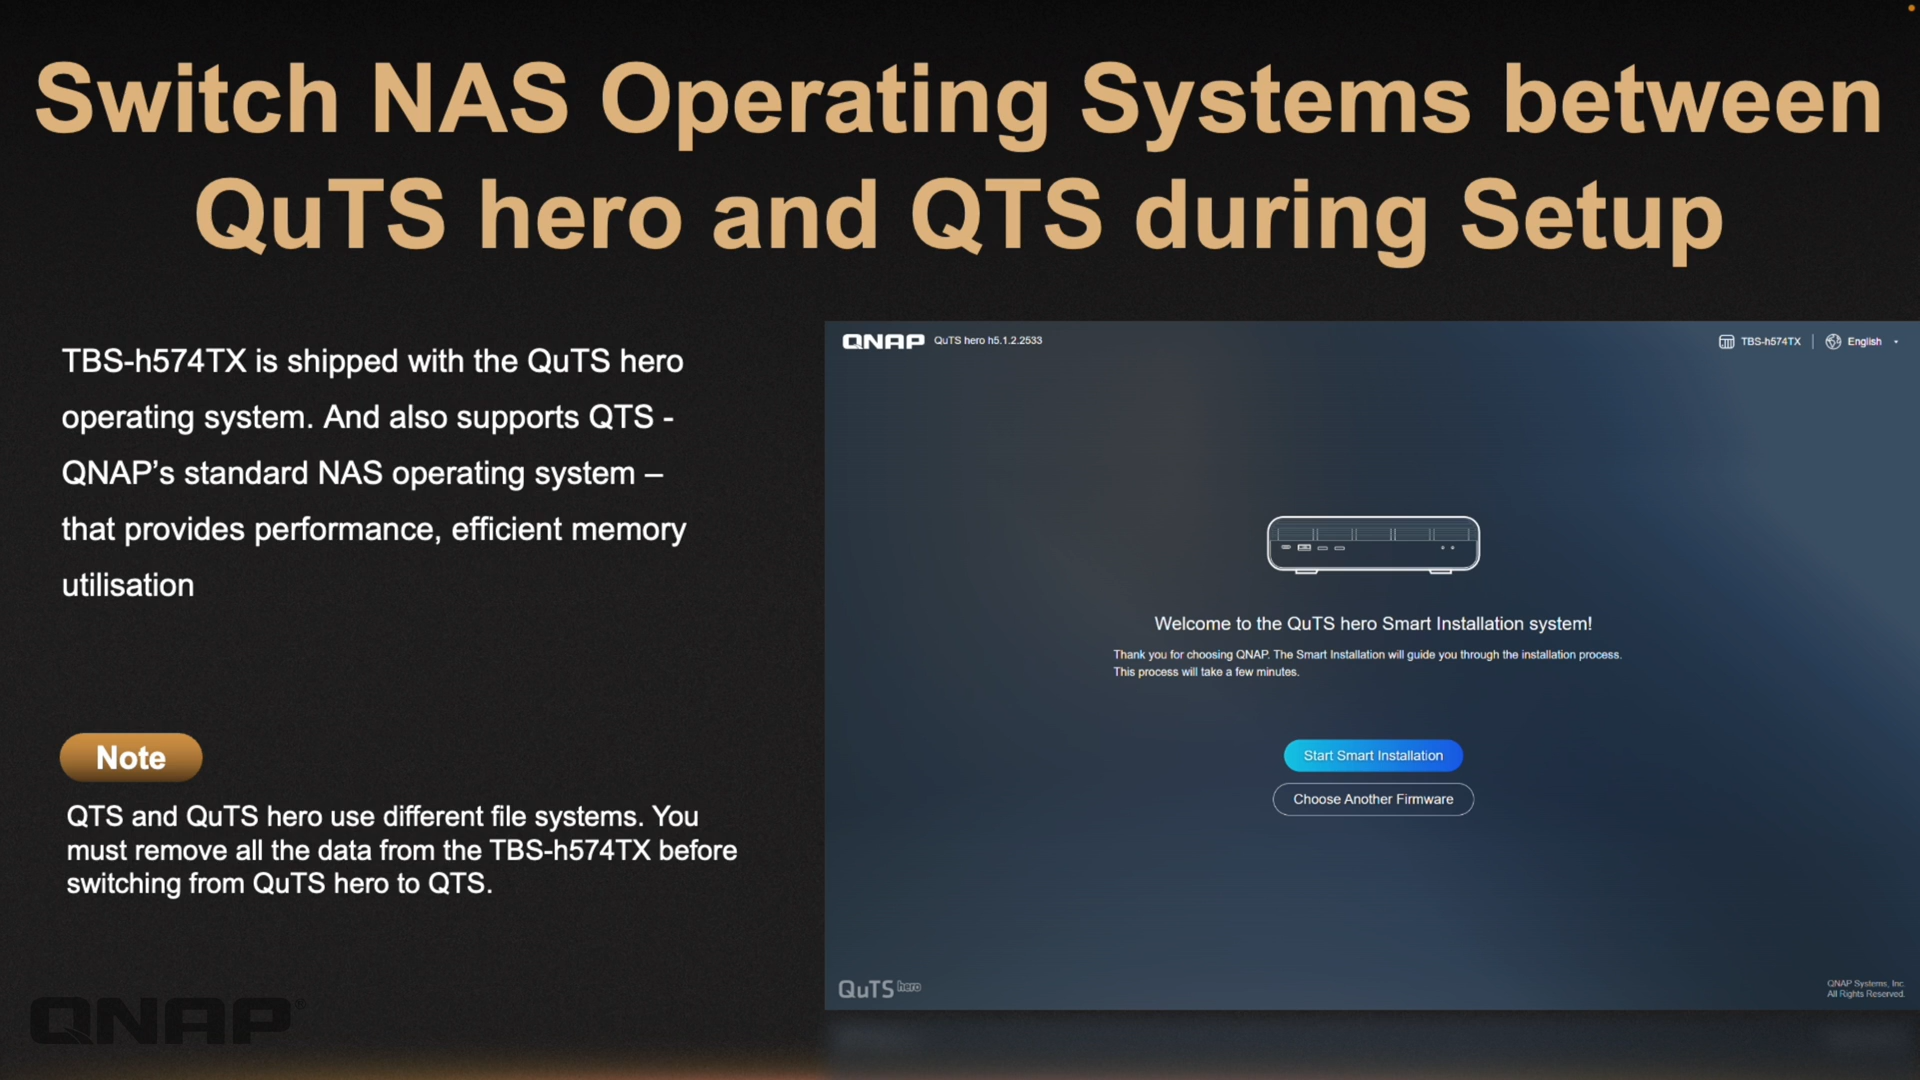 Switch NAS Operating Systems between
QuTS hero and QTS during Setup
TBS-h574TX is shipped with the QuTS hero
operating system. And also supports QTS -
QNAP’s standard NAS operating system –
that provides performance, efficient memory
utilisation
Note
QTS and QuTS hero use different file systems. You
must remove all the data from the TBS-h574TX before
switching from QuTS hero to QTS.
QNAP®
QNAP QuTS hero h5.1.2.2533
TBS-h574TX | English
Welcome to the QuTS hero Smart Installation system!
Thank you for choosing QNAP. The Smart Installation will guide you through the installation process.
This process will take a few minutes.
Start Smart Installation
Choose Another Firmware
QuTS hero
QNAP Systems, Inc.
All Rights Reserved.